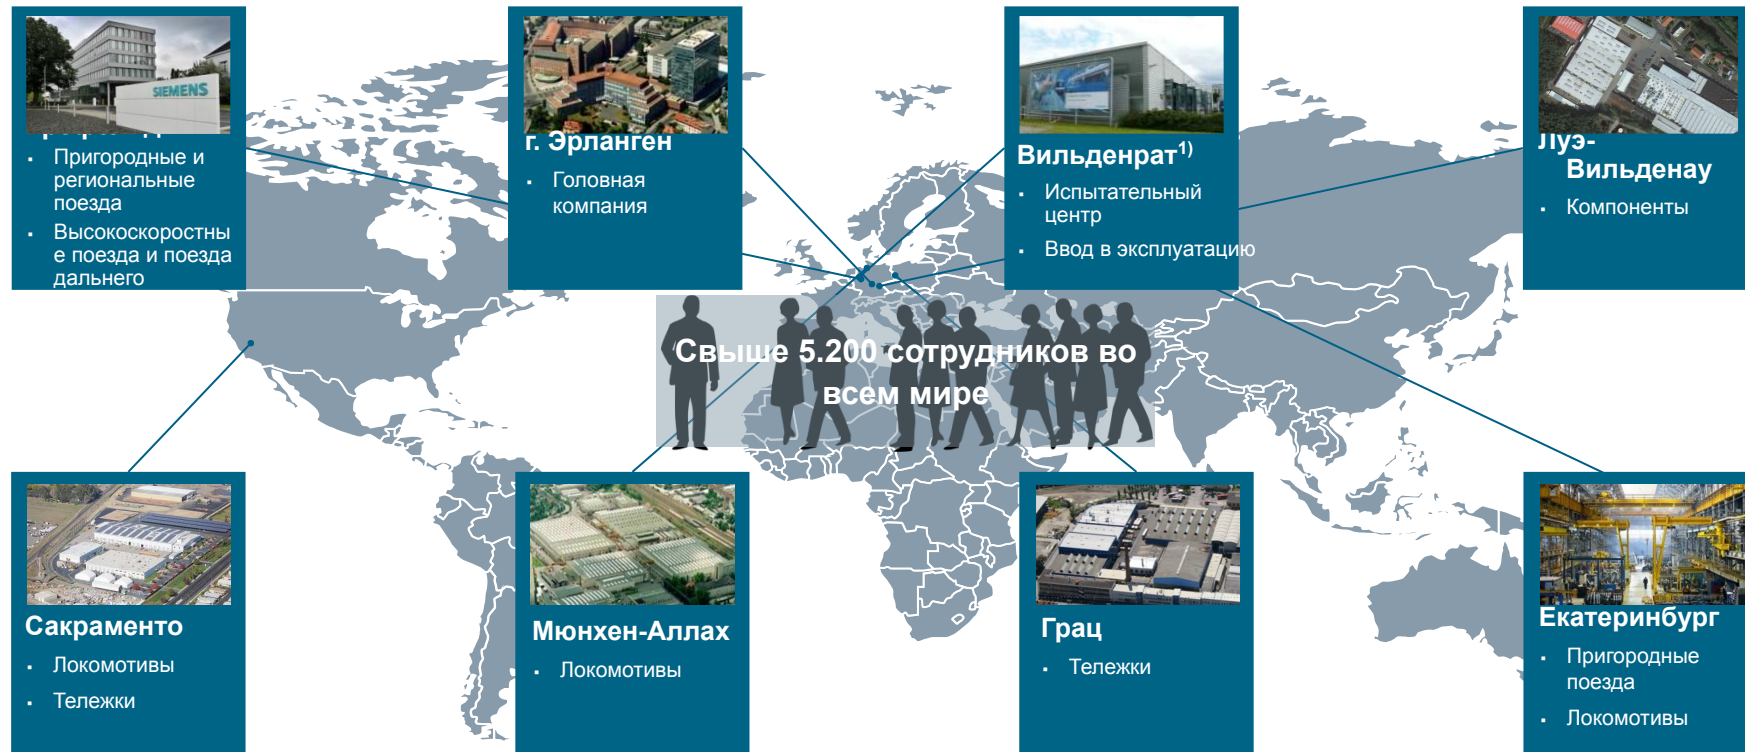 SIEMENS
Пригородные и
региональные
поезда
Высокоскоростны
е поезда и поезда
дальнего
г. Эрланген
Головная
компания
Вильденрат1)
Испытательный
центр
Ввод в эксплуатацию
Луэ-
Вильденау
Компоненты
Свыше 5.200 сотрудников во
всем мире
Сакраменто
Локомотивы
Тележки
Мюнхен-Аллах
Локомотивы
Грац
Тележки
Екатеринбург
Пригородные
поезда
Локомотивы